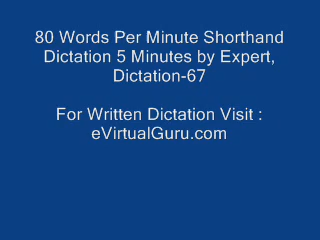 80 Words Per Minute Shorthand
Dictation 5 Minutes by Expert,
Dictation-67
For Written Dictation Visit :
eVirtualGuru.com